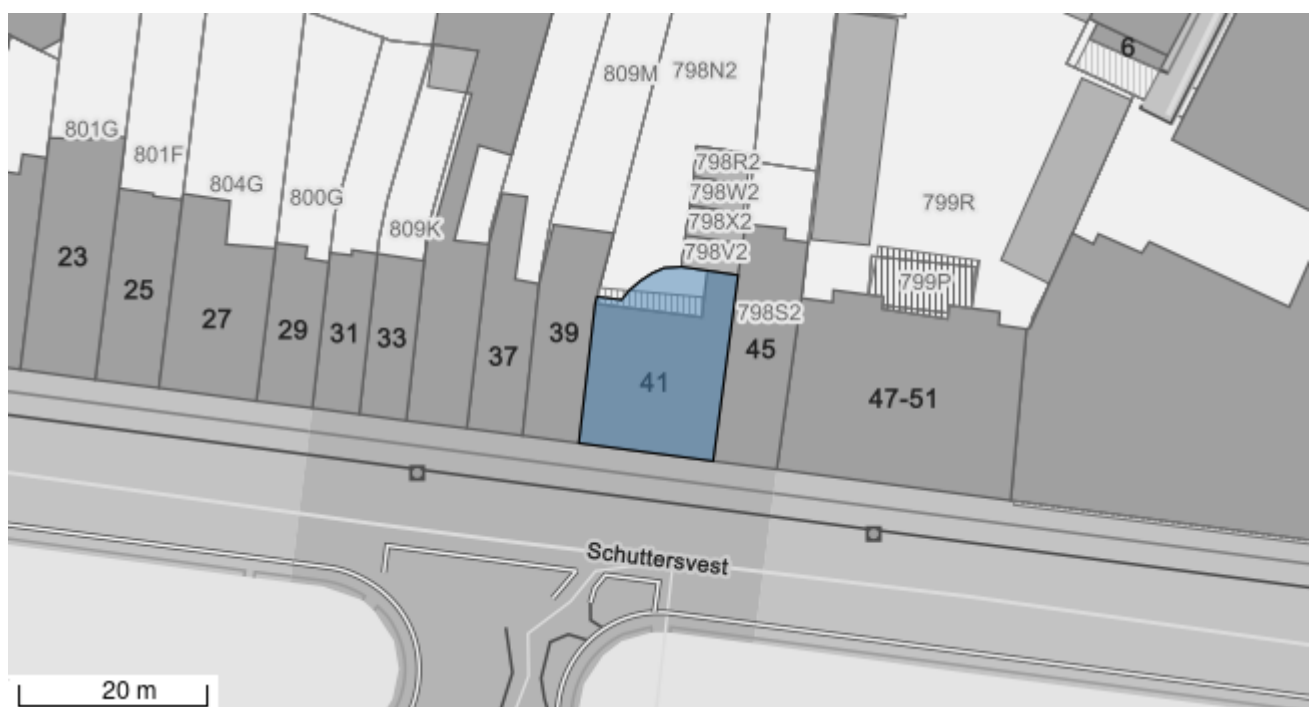 6
809M
798N2
801G
801F
798R2
804G
800G
798W2
799R
809K
798X2
798V2
23
25
799P
27
29
31
33
37
39
798S2
45
41
47-51
Schuttersvest
20 m